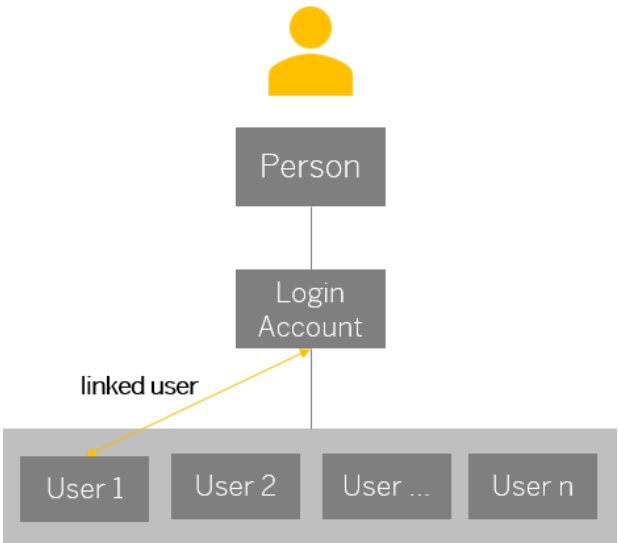 Person
Login
Account
linked user
User 1
User 2
User ...
User n